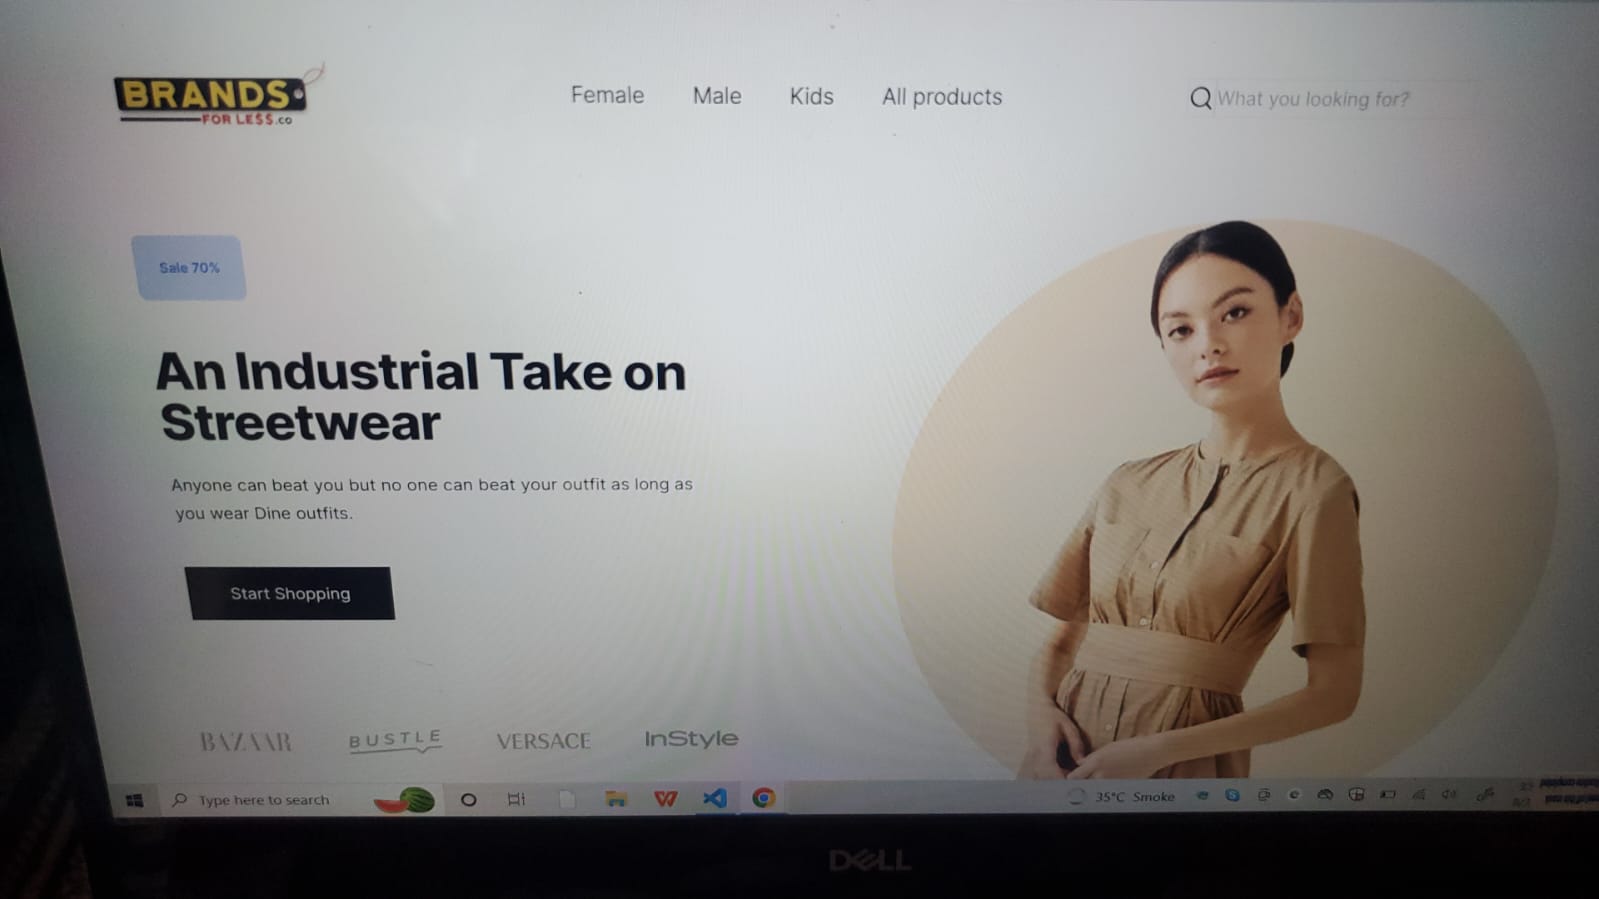 BRANDS
FOR LE$$.co
Female Male Kids All products
What you looking for?
Sale 70%
An Industrial Take on
Streetwear
Anyone can beat you but no one can beat your outfit as long as
you wear Dine outfits.
Start Shopping
BAZAAR BUSTLE VERSACE InStyle
Type here to search
35°C Smoke
DELL